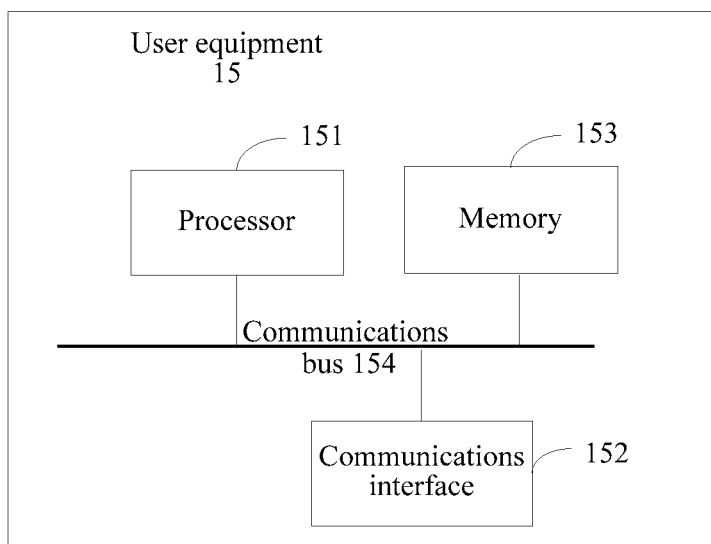 User equipment
15
151
153
Processor
Memory
Communications
bus 154
Communications
interface
152